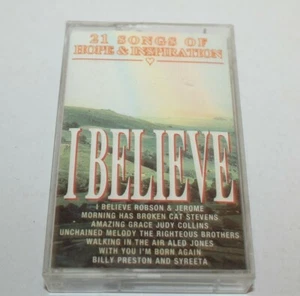 21 SONGS OF
HOPE & INSPIRATION
I BELIEVE
I BELIEVE ROBSON & JEROME
MORNING HAS BROKEN CAT STEVENS
AMAZING GRACE JUDY COLLINS
UNCHAINED MELODY THE RIGHTEOUS BROTHERS
WALKING IN THE AIR ALED JONES
WITH YOU I'M BORN AGAIN
BILLY PRESTON AND SYREETA